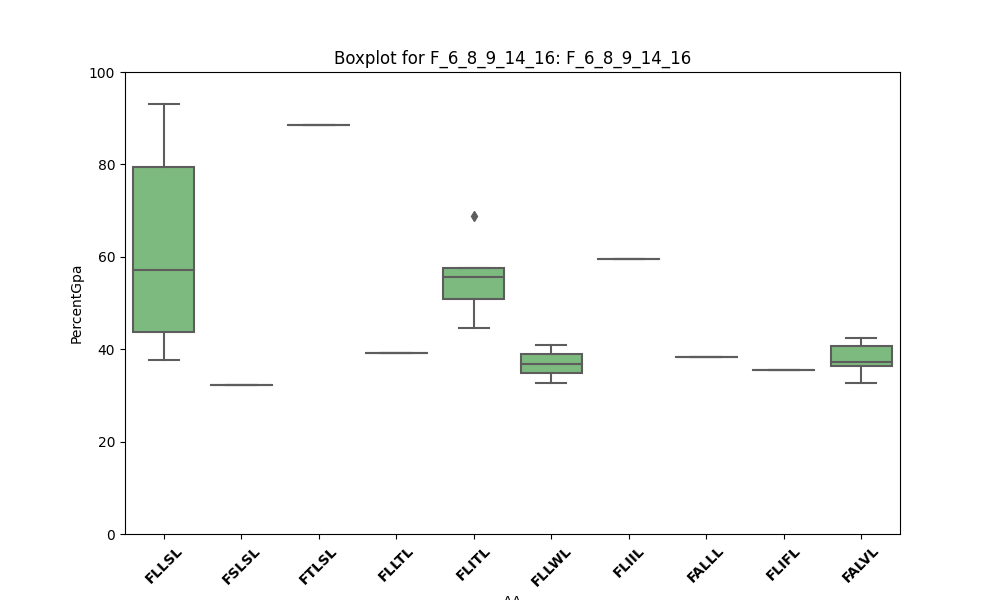 Boxplot for F_6_8_9_14_16: F_6_8_9_14_16
100
80
60
40
20
0
PercentGpa
FLLSL
FSLSL
FTLSL
FLLTL
FLITL
FLLWL
FLIIL
FALLL
FLIFL
FALVL
AA